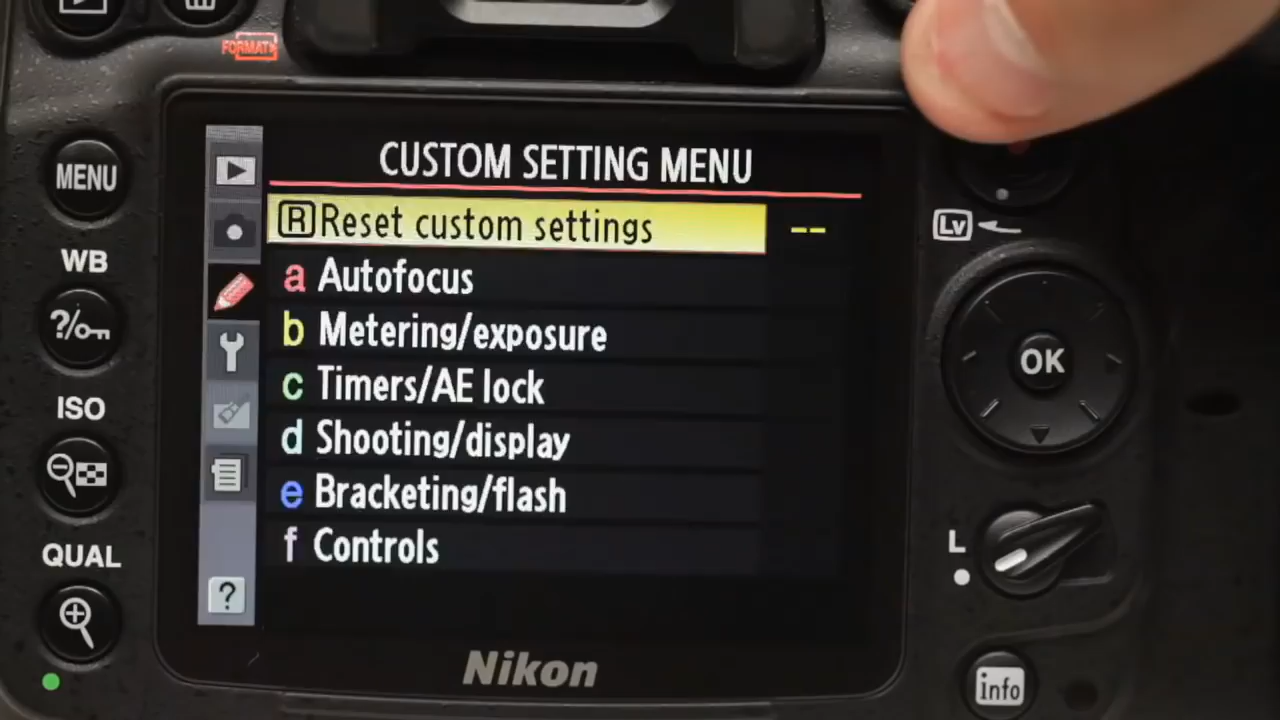 FORMAT
MENU
WB
?
ISO
QUAL
CUSTOM SETTING MENU
R Reset custom settings --
a Autofocus
b Metering/exposure
c Timers/AE lock
d Shooting/display
e Bracketing/flash
f Controls
?
Nikon
Lv
OK
L
info